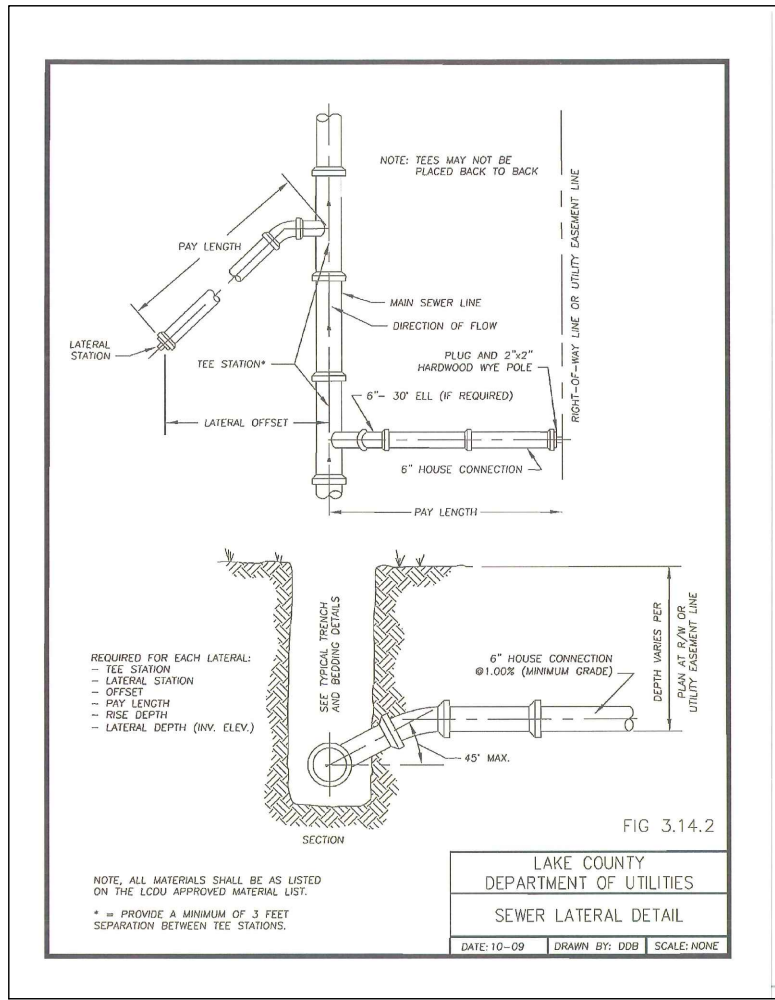 NOTE: TEES MAY NOT BE
PLACED BACK TO BACK
RIGHT-OF-WAY LINE OR UTILITY EASEMENT LINE
PAY LENGTH
MAIN SEWER LINE
DIRECTION OF FLOW
LATERAL
STATION
TEE STATION*
PLUG AND 2"x2"
HARDWOOD WYE POLE
6"- 30° ELL (IF REQUIRED)
LATERAL OFFSET
6" HOUSE CONNECTION
PAY LENGTH
SEE TYPICAL TRENCH
AND BEDDING DETAILS
DEPTH VARIES PER
PLAN AT R/W OR
UTILITY EASEMENT LINE
REQUIRED FOR EACH LATERAL:
- TEE STATION
- LATERAL STATION
- OFFSET
- PAY LENGTH
- RISE DEPTH
- LATERAL DEPTH (INV. ELEV.)
6" HOUSE CONNECTION
@1.00% (MINIMUM GRADE)
45° MAX.
SECTION
FIG 3.14.2
NOTE, ALL MATERIALS SHALL BE AS LISTED
ON THE LCDU APPROVED MATERIAL LIST.
* = PROVIDE A MINIMUM OF 3 FEET
SEPARATION BETWEEN TEE STATIONS.
LAKE COUNTY
DEPARTMENT OF UTILITIES
SEWER LATERAL DETAIL
DATE: 10-09 DRAWN BY: DDB SCALE: NONE